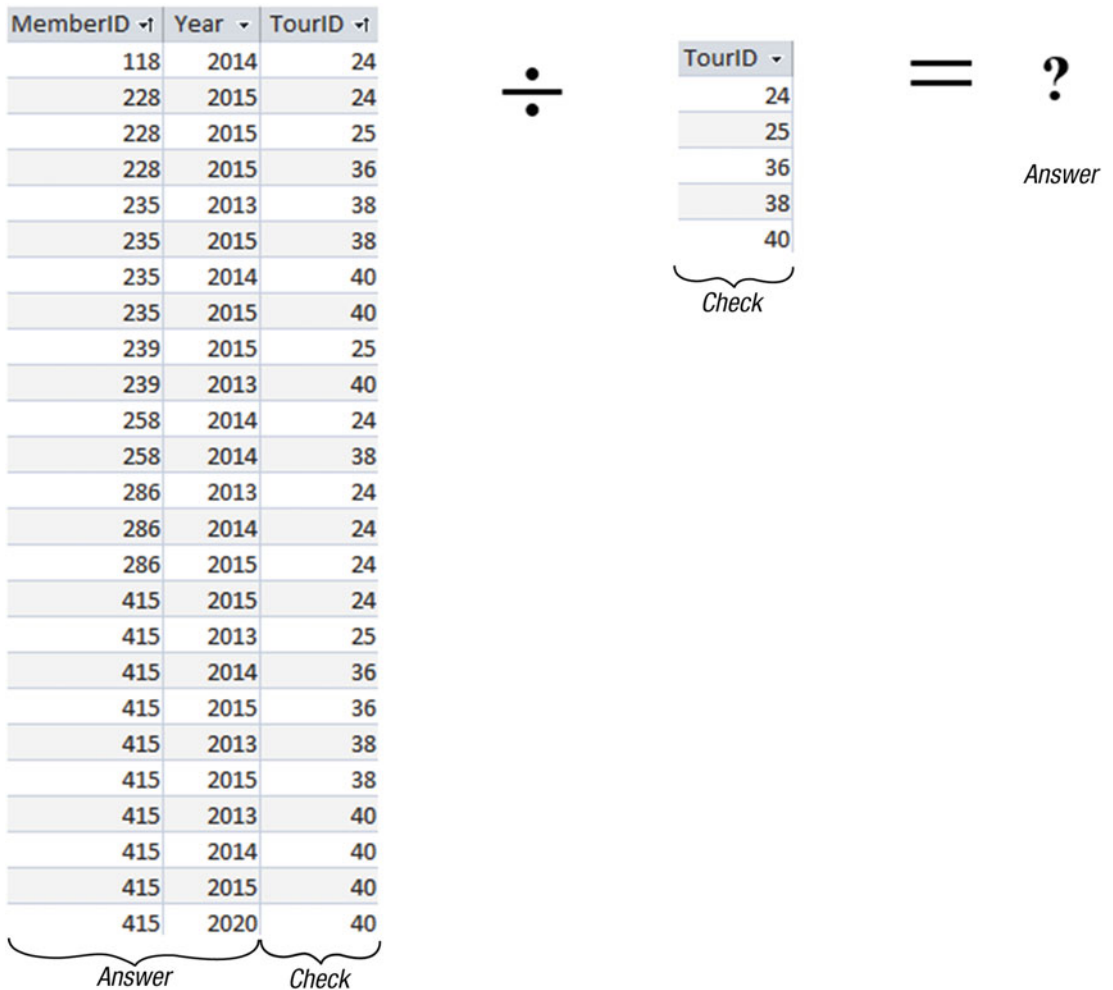 MemberID Year TourID
118 2014 24
228 2015 24
228 2015 25
228 2015 36
235 2013 38
235 2015 38
235 2014 40
235 2015 40
239 2015 25
239 2013 40
258 2014 24
258 2014 38
286 2013 24
286 2014 24
286 2015 24
415 2015 24
415 2013 25
415 2014 36
415 2015 36
415 2013 38
415 2015 38
415 2013 40
415 2014 40
415 2015 40
415 2020 40
Answer Check
÷
TourID
24
25
36
38
40
Check
= ?
Answer